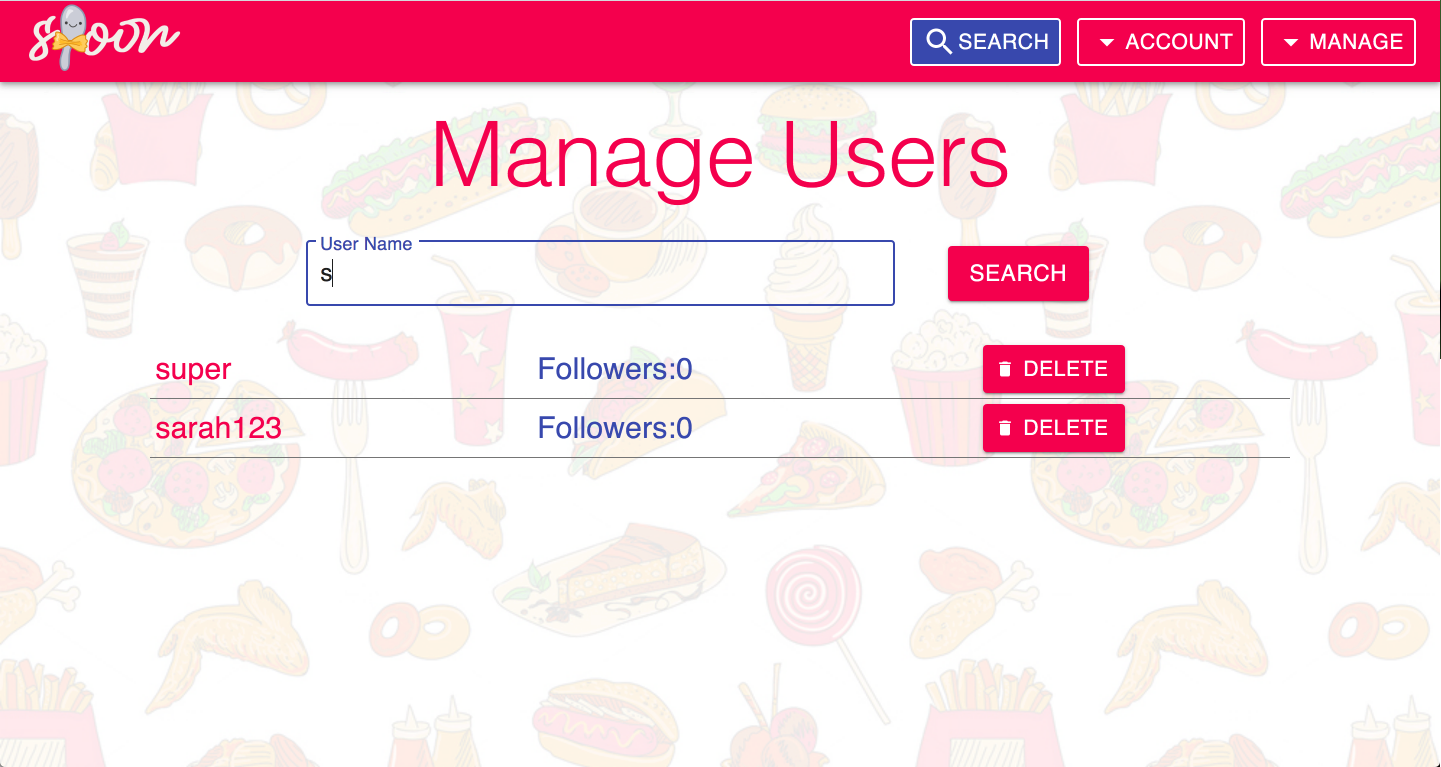 spoon
SEARCH
ACCOUNT
MANAGE
Manage Users
User Name
s
SEARCH
super Followers:0 DELETE
sarah123 Followers:0 DELETE